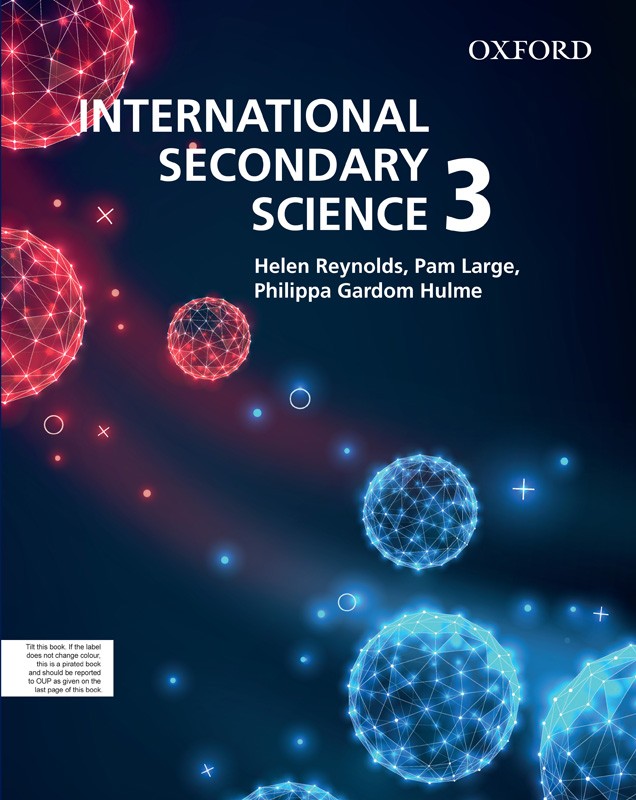 OXFORD
INTERNATIONAL
SECONDARY
SCIENCE 3
Helen Reynolds, Pam Large,
Philippa Gardom Hulme
Tilt this book. If the label
does not change colour,
this is a pirated book
and should be reported
to OUP as given on the
last page of this book.